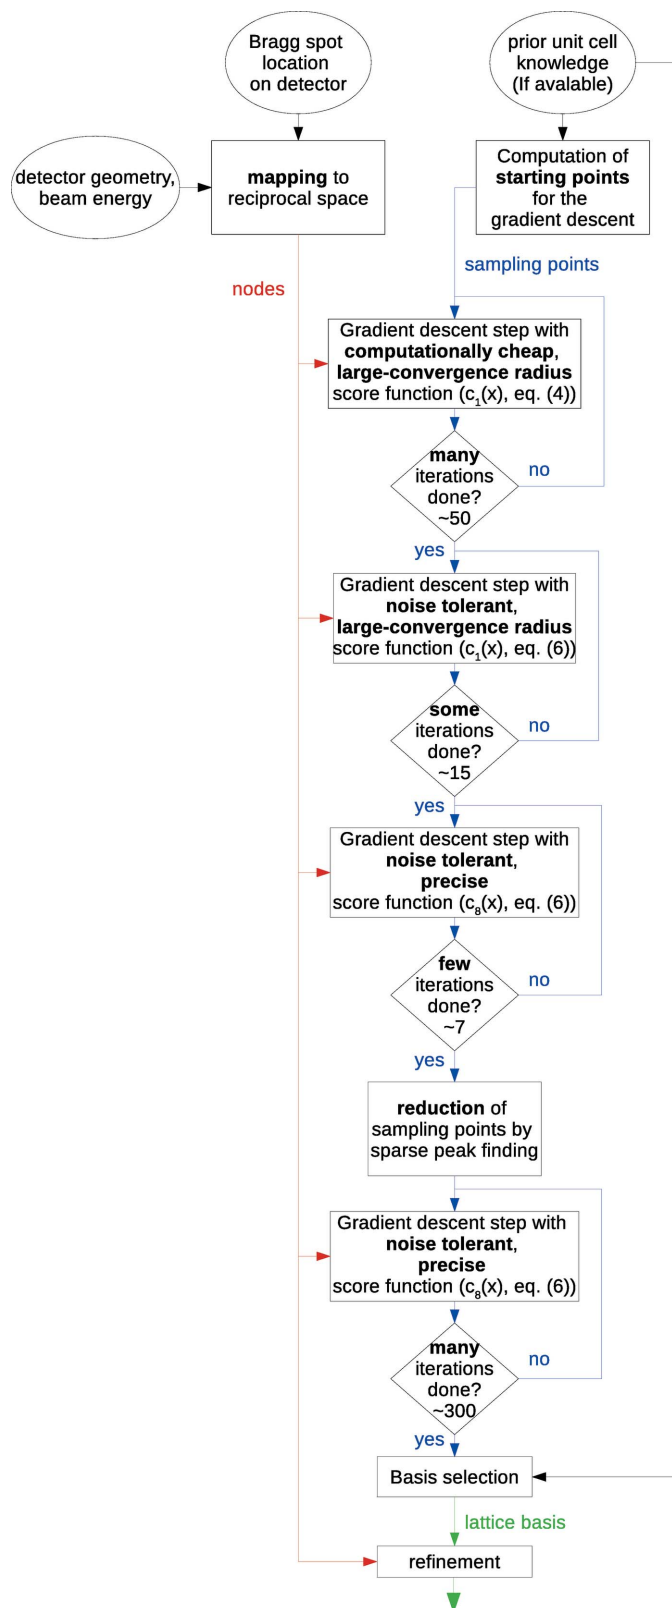 Bragg spot
location
on detector
prior unit cell
knowledge
(If avalable)
detector geometry,
beam energy
mapping to
reciprocal space
Computation of
starting points
for the
gradient descent
sampling points
nodes
Gradient descent step with
computationally cheap,
large-convergence radius
score function (c₁(x), eq. (4))
many
iterations
done?
~50
no
yes
Gradient descent step with
noise tolerant,
large-convergence radius
score function (c₁(x), eq. (6))
some
iterations
done?
~15
no
yes
Gradient descent step with
noise tolerant,
precise
score function (c₈(x), eq. (6))
few
iterations
done?
~7
no
yes
reduction of
sampling points by
sparse peak finding
Gradient descent step with
noise tolerant,
precise
score function (c₈(x), eq. (6))
many
iterations
done?
~300
no
yes
Basis selection
lattice basis
refinement